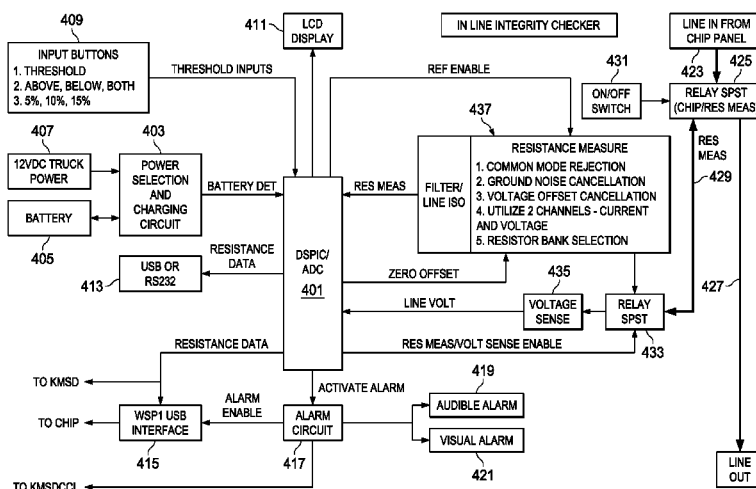 409
INPUT BUTTONS
1. THRESHOLD
2. ABOVE, BELOW, BOTH
3. 5%, 10%, 15%
411
LCD
DISPLAY
IN LINE INTEGRITY CHECKER
LINE IN FROM
CHIP PANEL
423
425
431
ON/OFF
SWITCH
RELAY SPST
(CHIP/RES MEAS
THRESHOLD INPUTS
REF ENABLE
407
12VDC TRUCK
POWER
403
POWER
SELECTION
AND
CHARGING
CIRCUIT
BATTERY
405
BATTERY DET
RES MEAS
437
FILTER/
LINE ISO
RESISTANCE MEASURE
1. COMMON MODE REJECTION
2. GROUND NOISE CANCELLATION
3. VOLTAGE OFFSET CANCELLATION
4. UTILIZE 2 CHANNELS - CURRENT
AND VOLTAGE
5. RESISTOR BANK SELECTION
RES
MEAS
429
DSPIC/
ADC
401
USB OR
RS232
413
RESISTANCE
DATA
ZERO OFFSET
LINE VOLT
435
VOLTAGE
SENSE
RELAY
SPST
433
427
RESISTANCE DATA
RES MEAS/VOLT SENSE ENABLE
TO KMSD
ACTIVATE ALARM
419
AUDIBLE ALARM
TO CHIP
WSP1 USB
INTERFACE
415
ALARM
ENABLE
ALARM
CIRCUIT
417
VISUAL ALARM
421
LINE
OUT
TO KMSDCCL